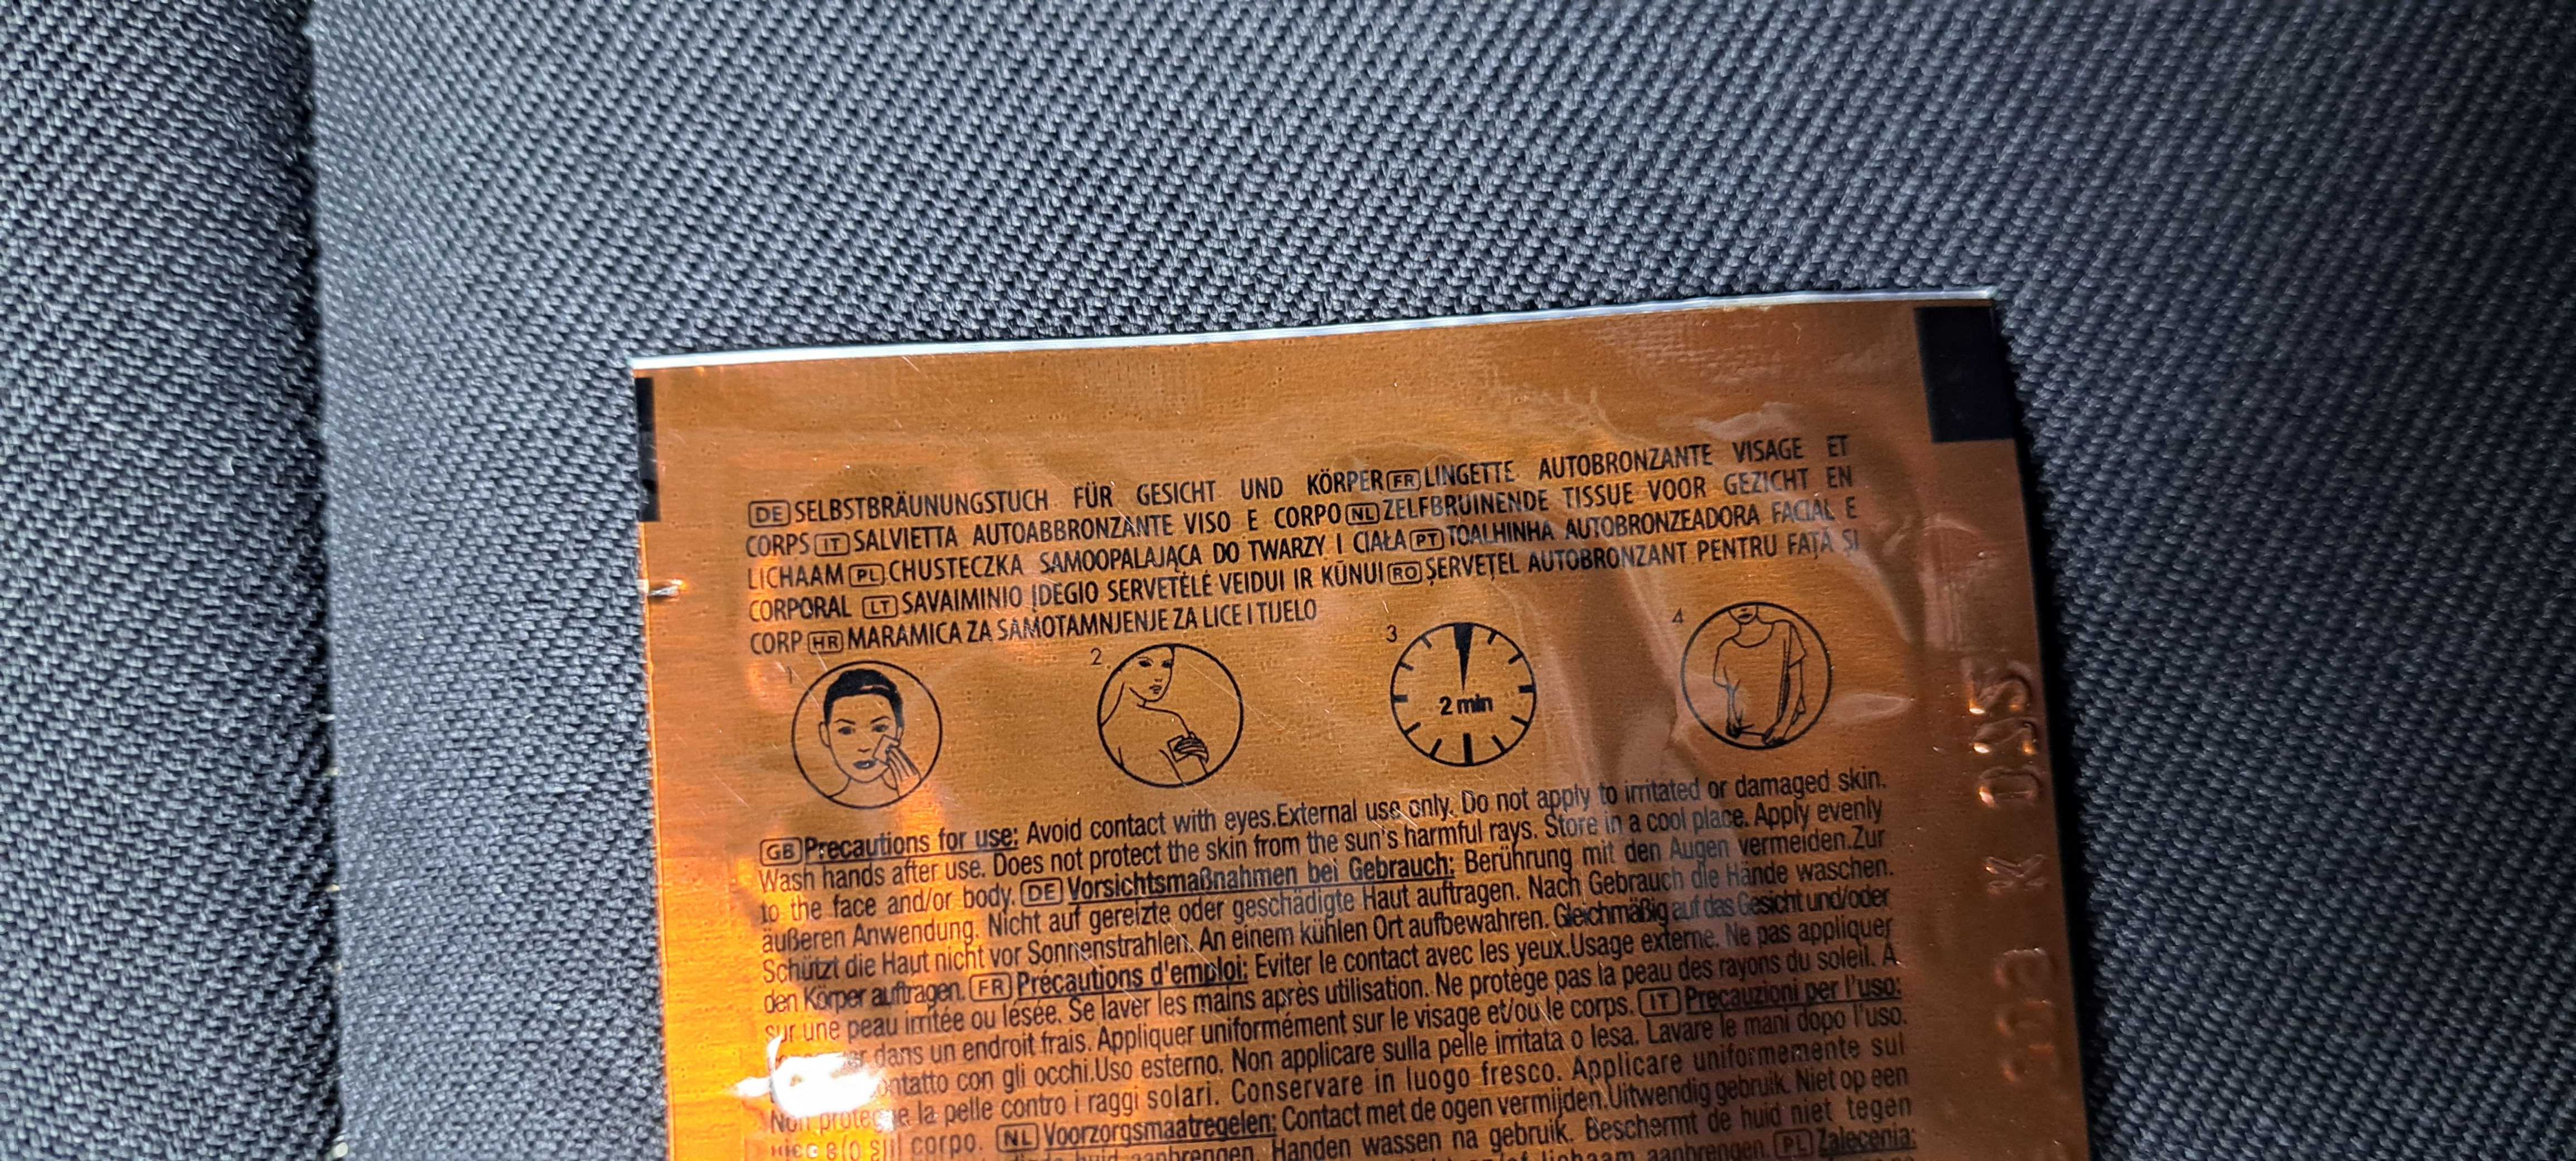 DE SELBSTBRÄUNUNGSTUCH FÜR GESICHT UND KÖRPER FR LINGETTE AUTOBRONZANTE VISAGE ET
CORPS IT SALVIETTA AUTOABBRONZANTE VISO E CORPO NL ZELFBRUINENDE TISSUE VOOR GEZICHT EN
LICHAAM PL CHUSTECZKA SAMOOPALAJĄCA DO TWARZY I CIAŁA PT TOALHINHA AUTOBRONZEADORA FACIAL E
CORPORAL LT SAVAIMINIO ĮDEGIO SERVETĖLĖ VEIDUI IR KŪNUI RO ȘERVEȚEL AUTOBRONZANT PENTRU FAȚA ȘI
CORP HR MARAMICA ZA SAMOTAMNJENJE ZA LICE I TIJELO
1
2.
3
2 min
4
GB Precautions for use: Avoid contact with eyes.External use only. Do not apply to irritated or damaged skin.
Wash hands after use. Does not protect the skin from the sun's harmful rays. Store in a cool place. Apply evenly
to the face and/or body. DE Vorsichtsmaßnahmen bei Gebrauch: Berührung mit den Augen vermeiden.Zur
äußeren Anwendung. Nicht auf gereizte oder geschädigte Haut auftragen. Nach Gebrauch die Hände waschen.
Schützt die Haut nicht vor Sonnenstrahlen. An einem kühlen Ort aufbewahren. Gleichmäßig auf das Gesicht und/oder
den Körper auftragen. FR Précautions d'emploi: Eviter le contact avec les yeux.Usage externe. Ne pas appliquer
sur une peau irritée ou lésée. Se laver les mains après utilisation. Ne protège pas la peau des rayons du soleil. A
dans un endroit frais. Appliquer uniformément sur le visage et/ou le corps. IT Precauzioni per l'uso:
con gli occhi.Uso esterno. Non applicare sulla pelle irritata o lesa. Lavare le mani dopo l'uso.
Non protegge la pelle contro i raggi solari. Conservare in luogo fresco. Applicare uniformemente sul
corpo. NL Voorzorgsmaatregelen: Contact met de ogen vermijden.Uitwendig gebruik. Niet op een
huid aanbrengen. Handen wassen na gebruik. Beschermt de huid niet tegen
lichaam aanbrengen. PL Zalecenia: